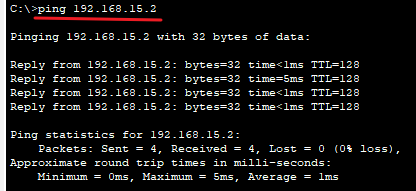 C:\>ping 192.168.15.2
Pinging 192.168.15.2 with 32 bytes of data:
Reply from 192.168.15.2: bytes=32 time<1ms TTL=128
Reply from 192.168.15.2: bytes=32 time=5ms TTL=128
Reply from 192.168.15.2: bytes=32 time<1ms TTL=128
Reply from 192.168.15.2: bytes=32 time<1ms TTL=128
Ping statistics for 192.168.15.2:
Packets: Sent = 4, Received = 4, Lost = 0 (0% loss),
Approximate round trip times in milli-seconds:
Minimum = 0ms, Maximum = 5ms, Average = 1ms